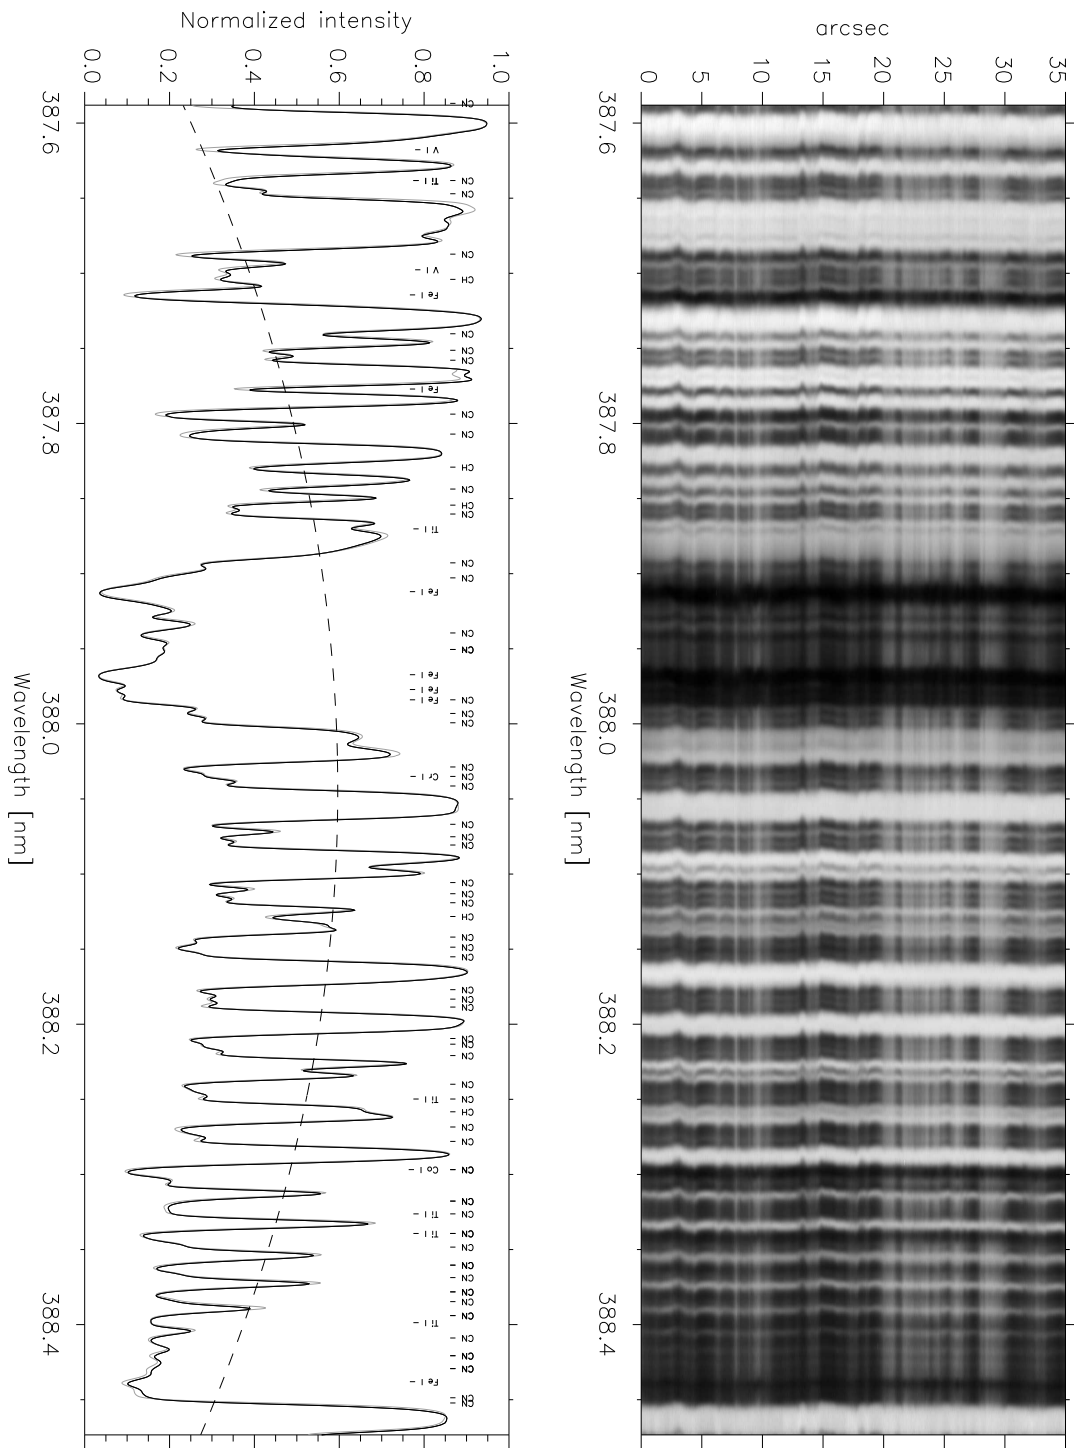 arcsec
0 5 10 15 20 25 30 35
387.6 387.8 388.0 388.2 388.4
Wavelength [nm]
Normalized intensity
0.0 0.2 0.4 0.6 0.8 1.0
CN CN CN CN CH CN CN CN CN CN CH CN CH CN CN CN CN CN CN CN CN CN CN CN CN CN CN CN CN CH CN CN CN CN CN CN CN CN CN CN CN CH CN CN CN CN CN CN CN CN CN CN CN CN CN CN CN CN CN
V I Ti I V I Fe I Fe I Ti I Fe I Fe I Fe I Fe I Cr I Ti I Co I Ti I Ti I Ti I Fe I
387.6 387.8 388.0 388.2 388.4
Wavelength [nm]